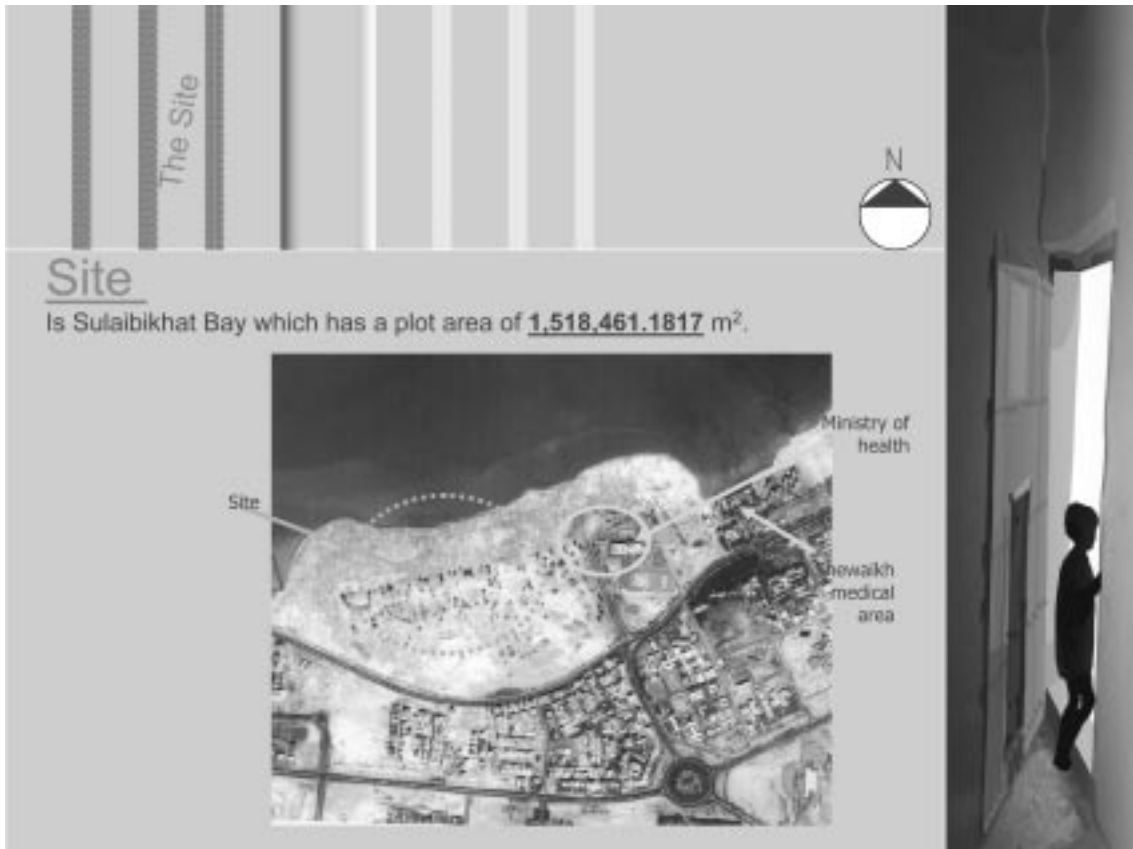 The Site
N
Site
Is Sulaibikhat Bay which has a plot area of 1,518,461.1817 m².
Ministry of
health
Site
Shewaikh
medical
area